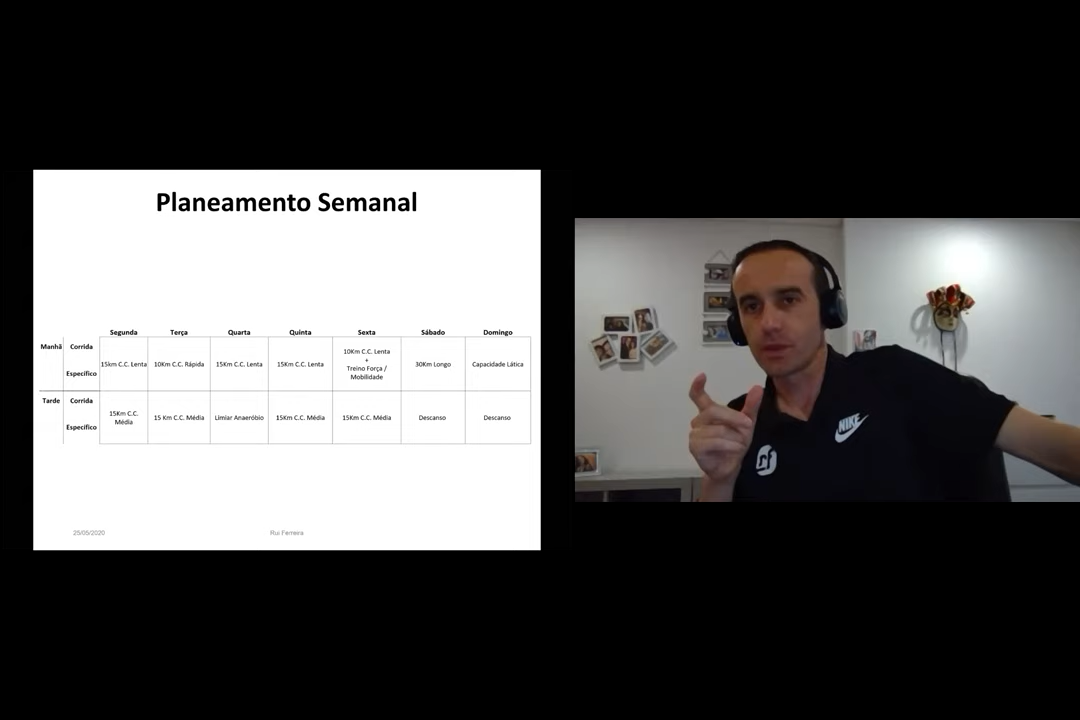 Planeamento Semanal
Segunda Terça Quarta Quinta Sexta Sábado Domingo
Manhã Corrida
Específico
15km C.C. Lenta
10Km C.C. Rápida
15Km C.C. Lenta
15Km C.C. Lenta
10Km C.C. Lenta
+
Treino Força /
Mobilidade
30Km Longo
Capacidade Lática
Tarde Corrida
Específico
15Km C.C.
Média
15 Km C.C. Média
Limiar Anaeróbio
15Km C.C. Média
15Km C.C. Média
Descanso
Descanso
25/05/2020
Rui Ferreira
NIKE
rf